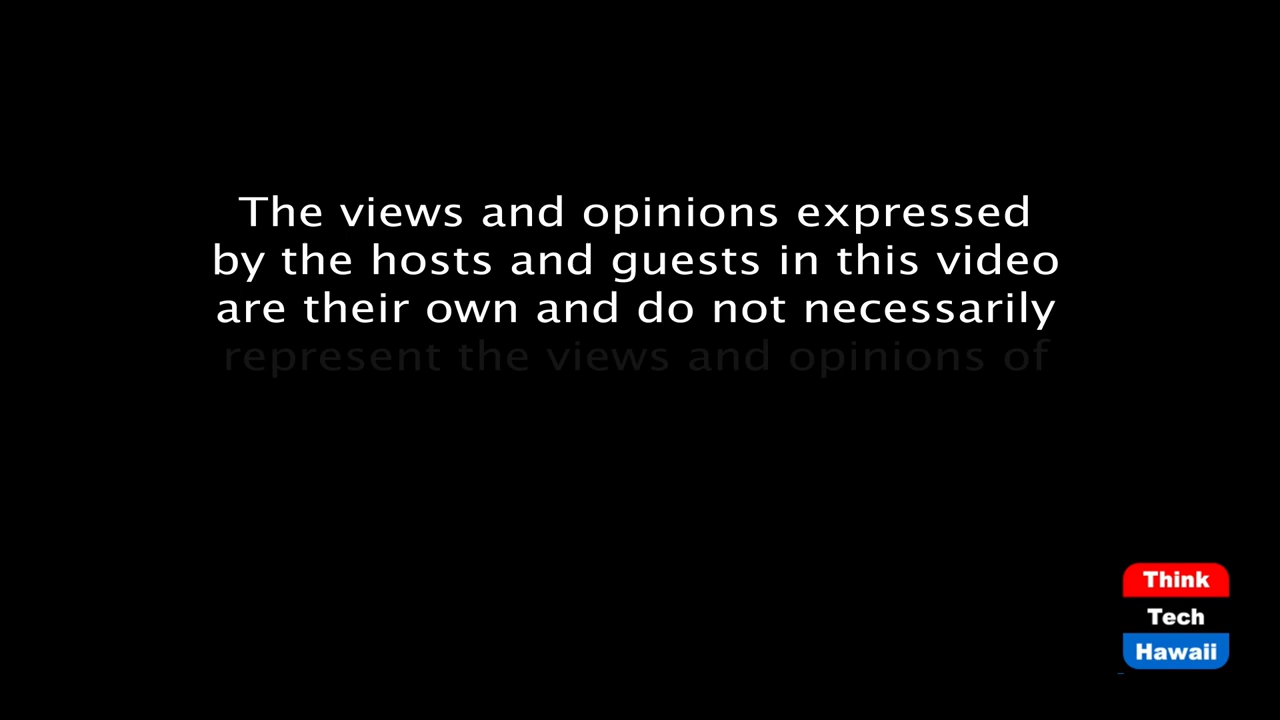 The views and opinions expressed
by the hosts and guests in this video
are their own and do not necessarily
represent the views and opinions of
Think
Tech
Hawaii